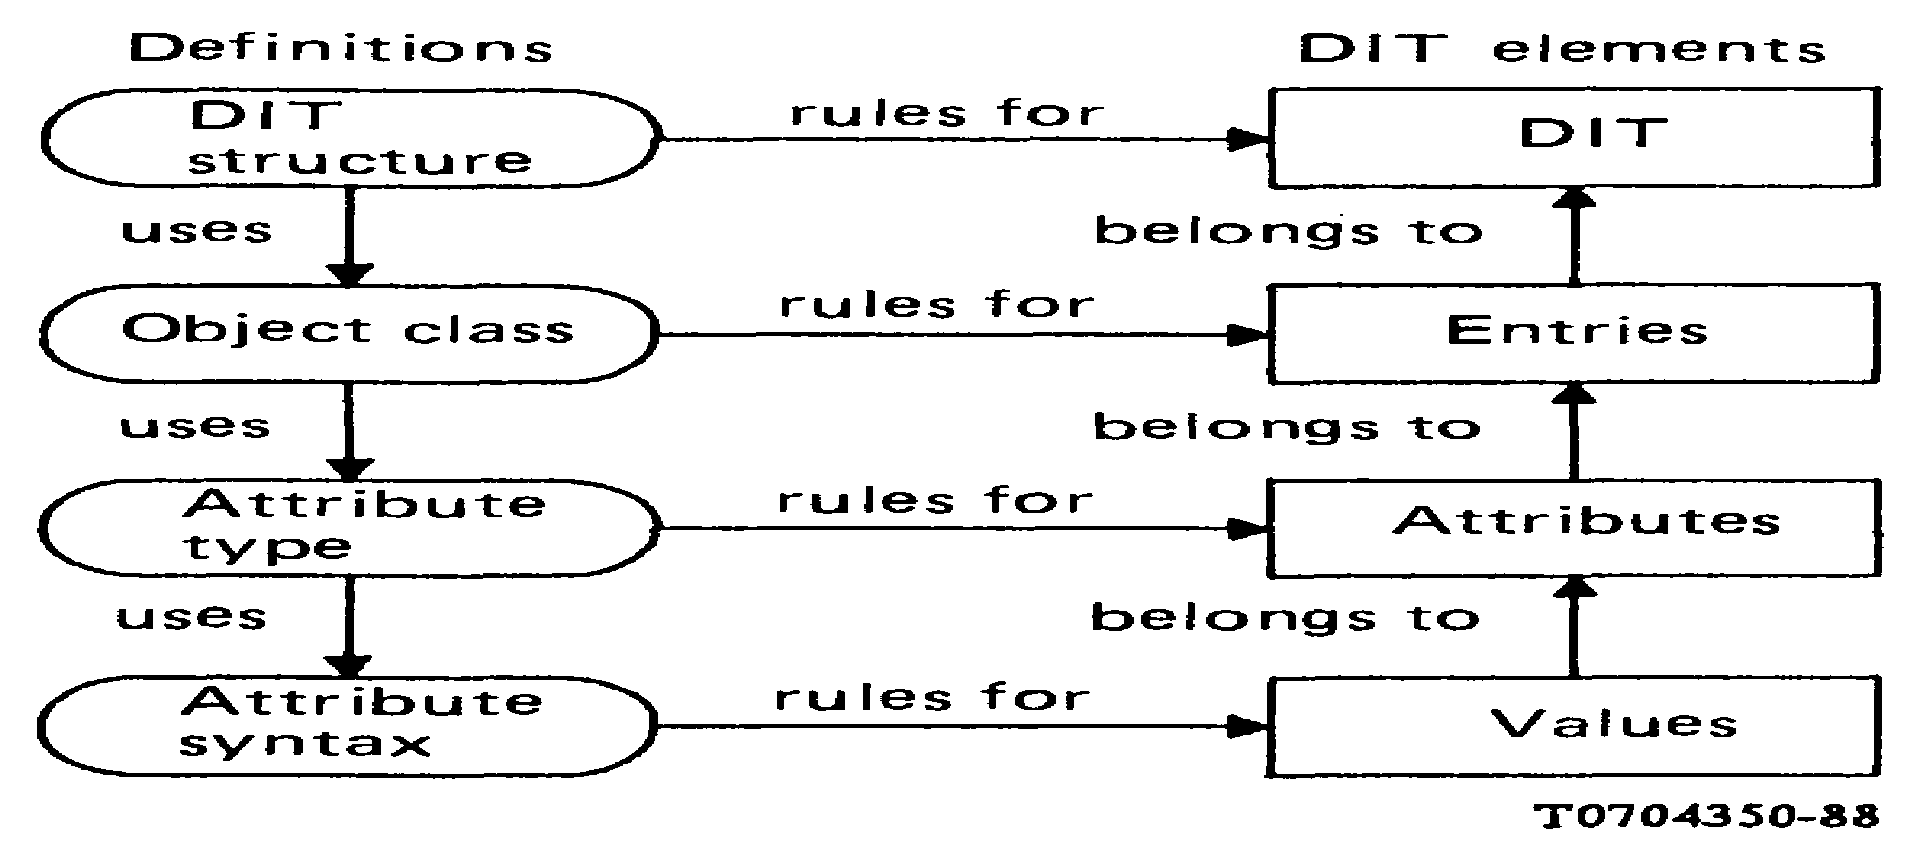 Definitions
DIT elements
DIT
structure
rules for
DIT
uses
belongs to
Object class
rules for
Entries
uses
belongs to
Attribute
type
rules for
Attributes
uses
belongs to
Attribute
syntax
rules for
Values
T0704350-88